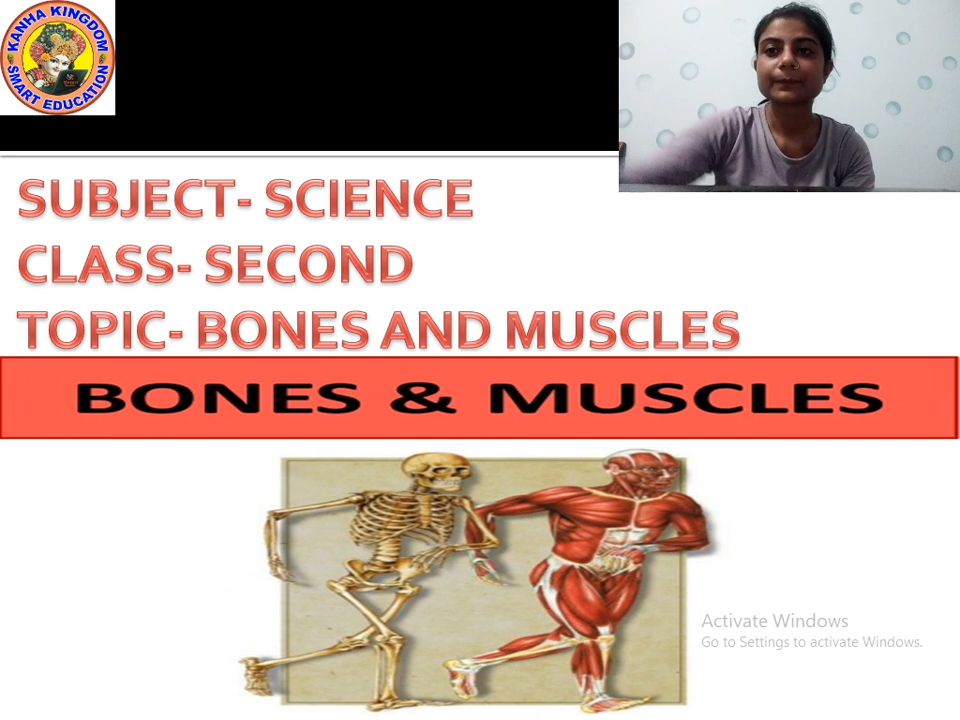 KANHA KINGDOM
SMART EDUCATION
SUBJECT- SCIENCE
CLASS- SECOND
TOPIC- BONES AND MUSCLES
BONES & MUSCLES
Activate Windows
Go to Settings to activate Windows.